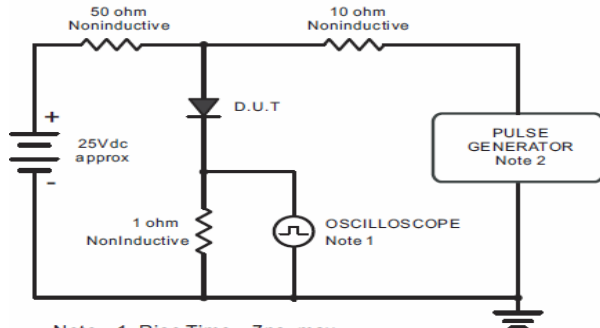 50 ohm
Noninductive
10 ohm
Noninductive
D.U.T
+
25Vdc
approx
-
PULSE
GENERATOR
Note 2
1 ohm
NonInductive
OSCILLOSCOPE
Note 1